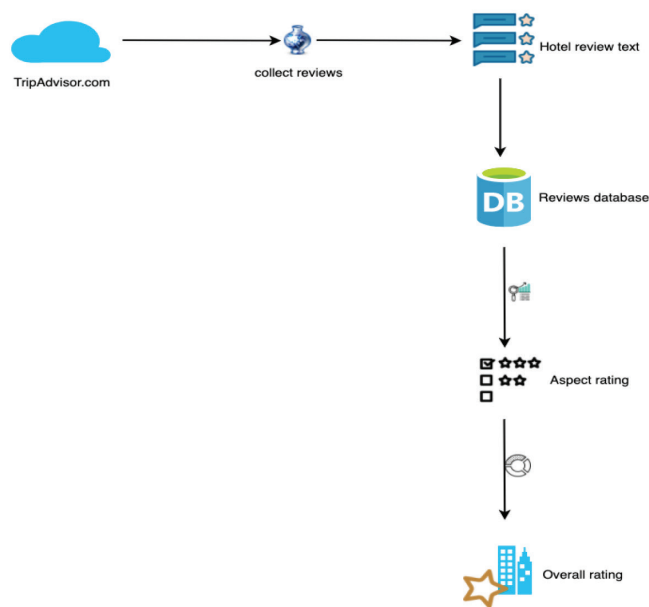 TripAdvisor.com
collect reviews
Hotel review text
DB
Reviews database
Aspect rating
Overall rating